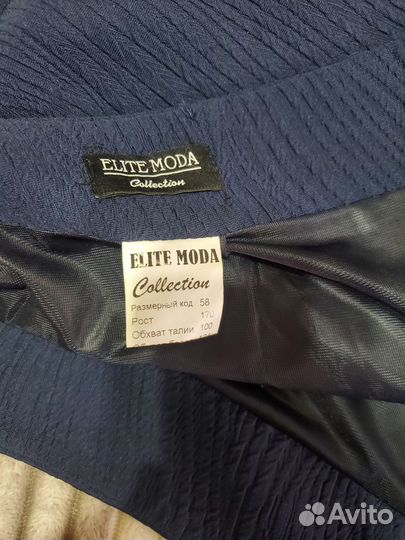 ELITE MODA
Collection
ELITE MODA
Collection
Размерный код 58
Рост 170
Обхват талии 100
Avito